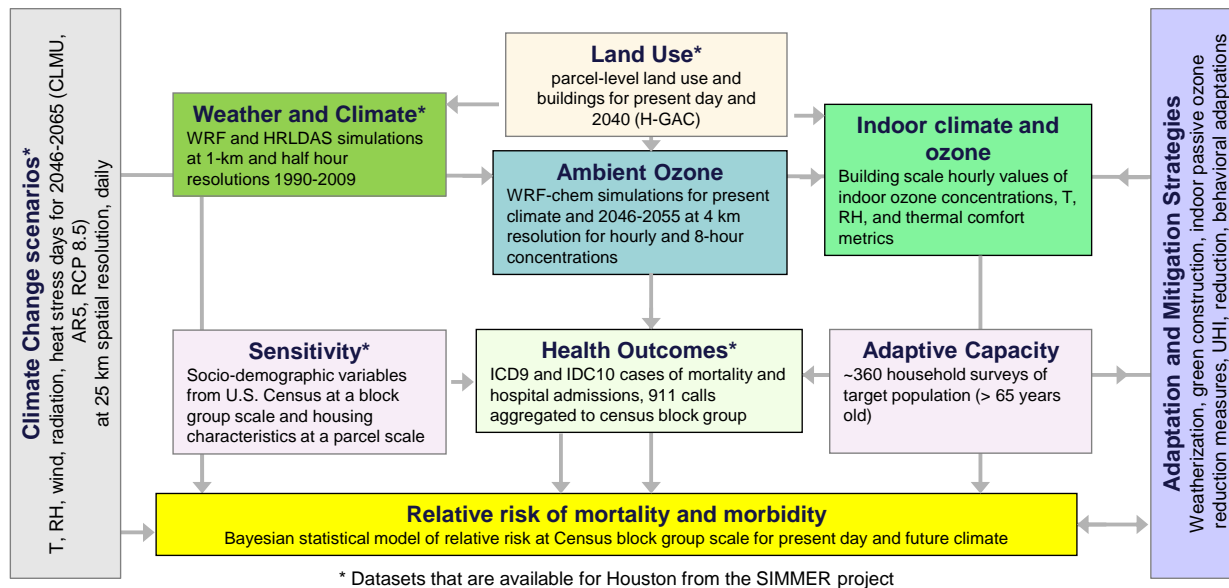 Climate Change scenarios*
T, RH, wind, radiation, heat stress days for 2046-2065 (CLMU,
AR5, RCP 8.5)
at 25 km spatial resolution, daily
Land Use*
parcel-level land use and
buildings for present day and
2040 (H-GAC)
Weather and Climate*
WRF and HRLDAS simulations
at 1-km and half hour
resolutions 1990-2009
Ambient Ozone
WRF-chem simulations for present
climate and 2046-2055 at 4 km
resolution for hourly and 8-hour
concentrations
Indoor climate and
ozone
Building scale hourly values of
indoor ozone concentrations, T,
RH, and thermal comfort
metrics
Sensitivity*
Socio-demographic variables
from U.S. Census at a block
group scale and housing
characteristics at a parcel scale
Health Outcomes*
ICD9 and IDC10 cases of mortality and
hospital admissions, 911 calls
aggregated to census block group
Adaptive Capacity
~360 household surveys of
target population (> 65 years
old)
Relative risk of mortality and morbidity
Bayesian statistical model of relative risk at Census block group scale for present day and future climate
Adaptation and Mitigation Strategies
Weatherization, green construction, indoor passive ozone
reduction measures, UHI, reduction, behavioral adaptations
* Datasets that are available for Houston from the SIMMER project